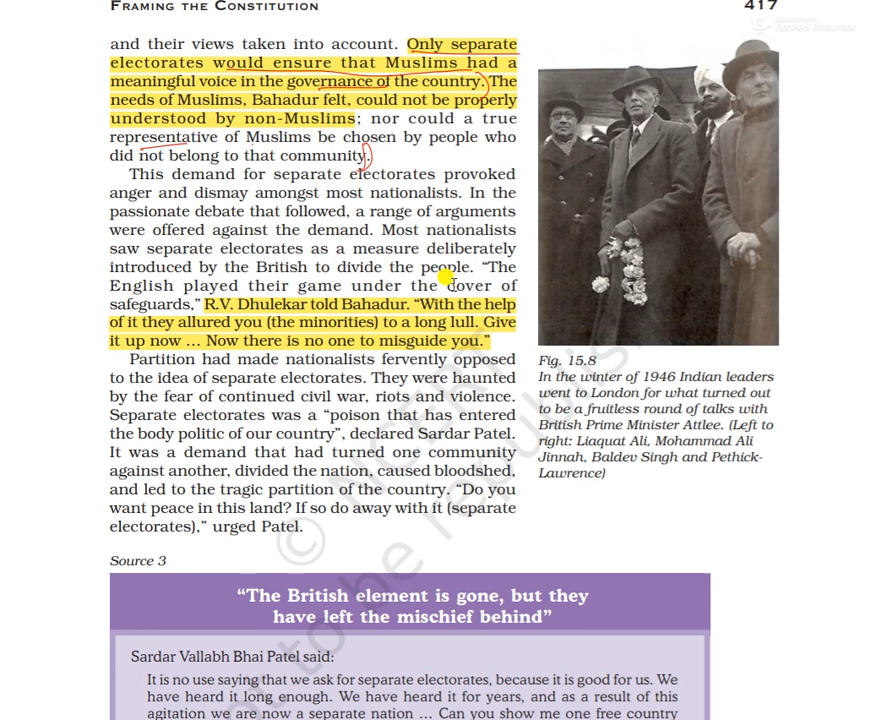 FRAMING THE CONSTITUTION
417
and their views taken into account. Only separate
electorates would ensure that Muslims had a
meaningful voice in the governance of the country. The
needs of Muslims, Bahadur felt, could not be properly
understood by non-Muslims; nor could a true
representative of Muslims be chosen by people who
did not belong to that community.
This demand for separate electorates provoked
anger and dismay amongst most nationalists. In the
passionate debate that followed, a range of arguments
were offered against the demand. Most nationalists
saw separate electorates as a measure deliberately
introduced by the British to divide the people. “The
English played their game under the cover of
safeguards,” R.V. Dhulekar told Bahadur. “With the help
of it they allured you (the minorities) to a long lull. Give
it up now … Now there is no one to misguide you.”
Partition had made nationalists fervently opposed
to the idea of separate electorates. They were haunted
by the fear of continued civil war, riots and violence.
Separate electorates was a “poison that has entered
the body politic of our country”, declared Sardar Patel.
It was a demand that had turned one community
against another, divided the nation, caused bloodshed,
and led to the tragic partition of the country. “Do you
want peace in this land? If so do away with it (separate
electorates),” urged Patel.
Fig. 15.8
In the winter of 1946 Indian leaders
went to London for what turned out
to be a fruitless round of talks with
British Prime Minister Attlee. (Left to
right: Liaquat Ali, Mohammad Ali
Jinnah, Baldev Singh and Pethick-
Lawrence)
Source 3
“The British element is gone, but they
have left the mischief behind”
Sardar Vallabh Bhai Patel said:
It is no use saying that we ask for separate electorates, because it is good for us. We
have heard it long enough. We have heard it for years, and as a result of this
agitation we are now a separate nation … Can you show me one free country
© NCERT
not to be republis